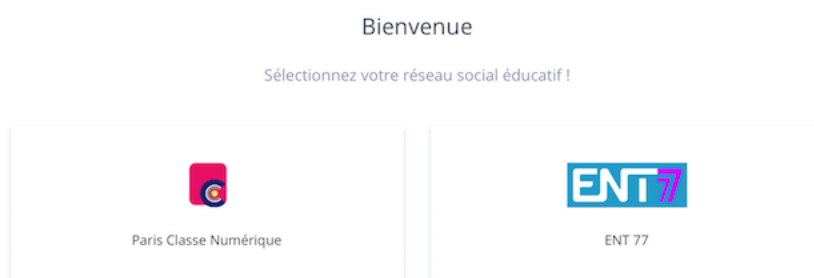 Bienvenue
Sélectionnez votre réseau social éducatif !
ENT77
Paris Classe Numérique
ENT 77